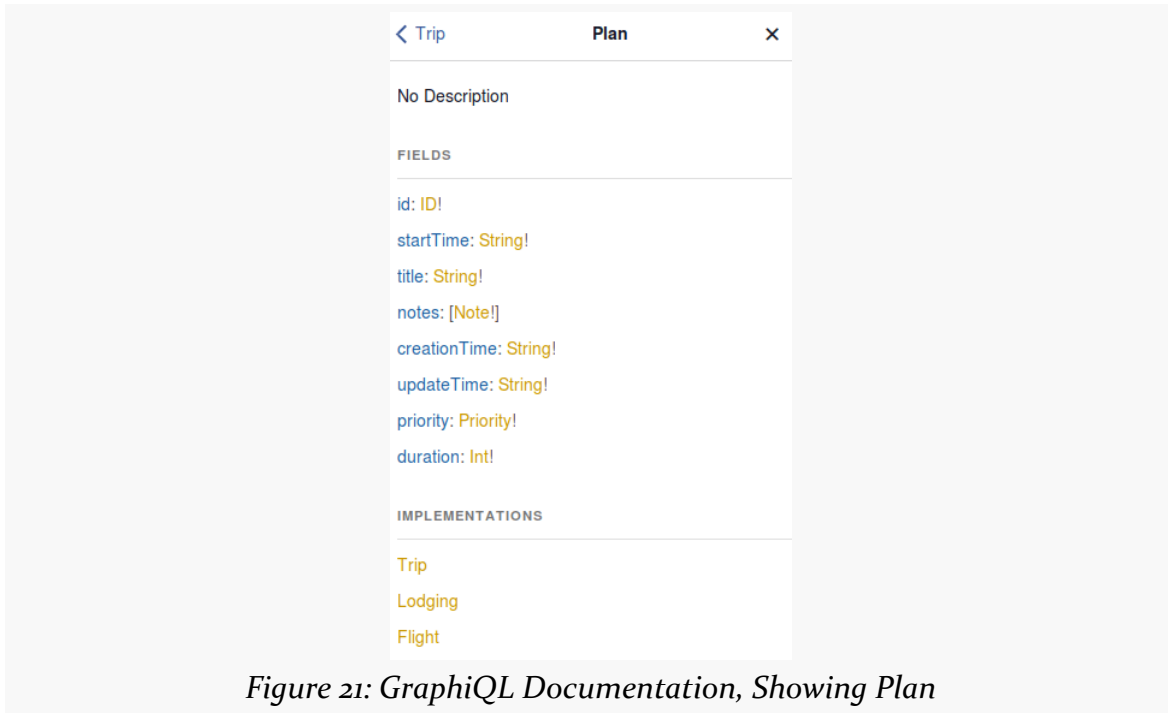 Trip Plan ×
No Description
FIELDS
id: ID!
startTime: String!
title: String!
notes: [Note!]
creationTime: String!
updateTime: String!
priority: Priority!
duration: Int!
IMPLEMENTATIONS
Trip
Lodging
Flight
Figure 21: GraphiQL Documentation, Showing Plan